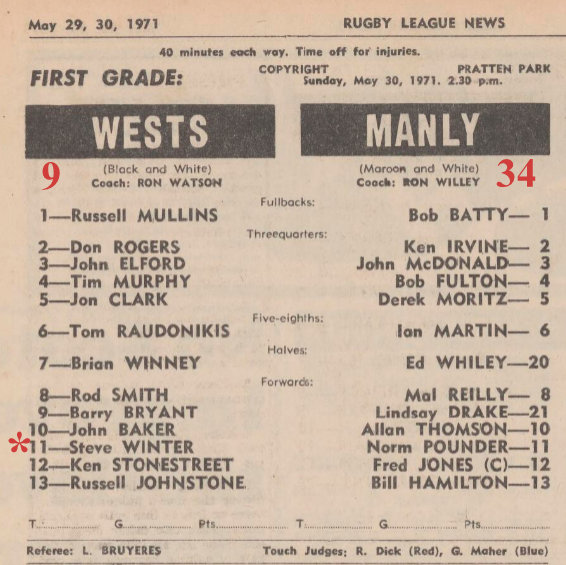 May 29, 30, 1971 RUGBY LEAGUE NEWS
40 minutes each way. Time off for injuries.
FIRST GRADE: COPYRIGHT PRATTEN PARK
Sunday, May 30, 1971. 2.30 p.m.
WESTS MANLY
(Black and White) (Maroon and White)
9 Coach: RON WATSON Coach: RON WILLEY 34
Fullbacks:
1—Russell MULLINS Bob BATTY— 1
Threequarters:
2—Don ROGERS Ken IRVINE— 2
3—John ELFORD John McDONALD— 3
4—Tim MURPHY Bob FULTON— 4
5—Jon CLARK Derek MORITZ— 5
Five-eighths:
6—Tom RAUDONIKIS Ian MARTIN— 6
Halves:
7—Brian WINNEY Ed WHILEY—20
Forwards:
8—Rod SMITH Mal REILLY— 8
9—Barry BRYANT Lindsay DRAKE—21
10—John BAKER Allan THOMSON—10
*11—Steve WINTER Norm POUNDER—11
12—Ken STONESTREET Fred JONES (C)—12
13—Russell JOHNSTONE Bill HAMILTON—13
T. G. Pts. T. G. Pts.
Referee: L. BRUYERES Touch Judges: R. Dick (Red), G. Maher (Blue)